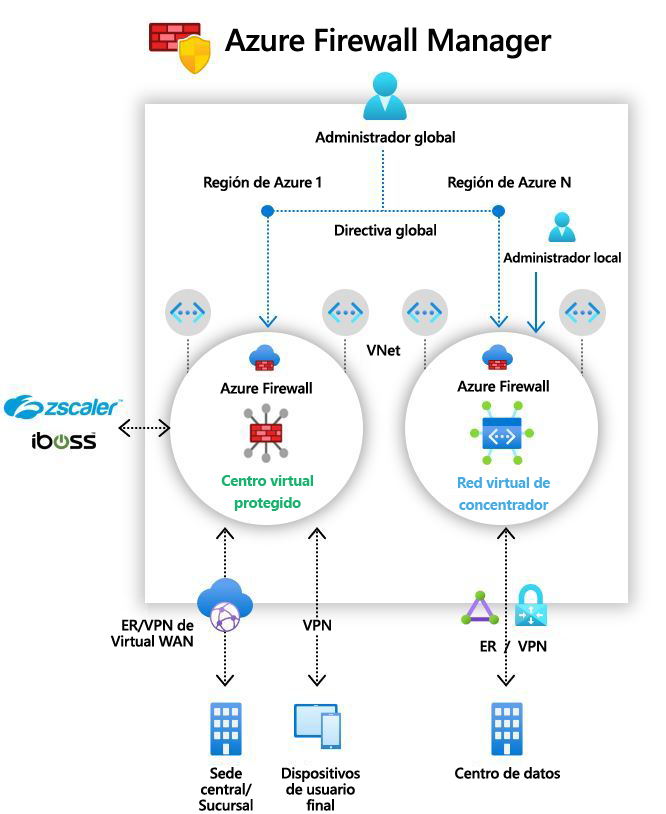 Azure Firewall Manager
Administrador global
Región de Azure 1
Región de Azure N
Directiva global
Administrador local
VNet
Azure Firewall
Azure Firewall
zscaler™
iboss™
Centro virtual
protegido
Red virtual de
concentrador
ER/VPN de
Virtual WAN
VPN
ER / VPN
Sede
central/
Sucursal
Dispositivos
de usuario
final
Centro de datos